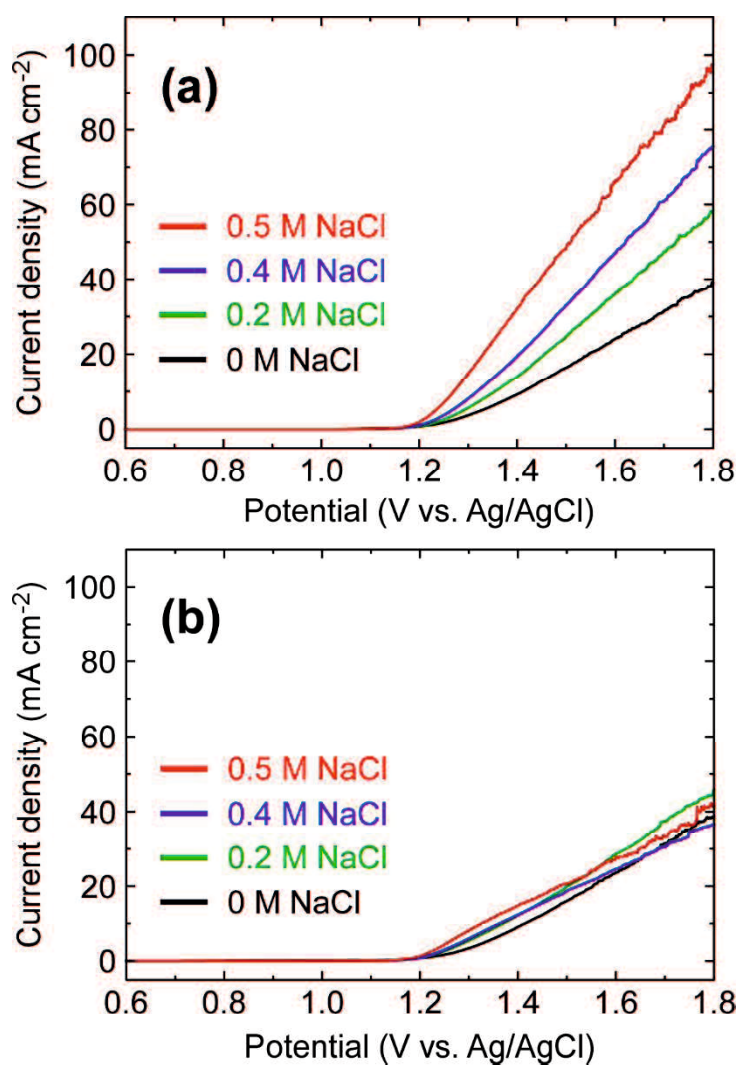 (a)
Current density (mA cm⁻²)
100
80
60
40
20
0
0.5 M NaCl
0.4 M NaCl
0.2 M NaCl
0 M NaCl
0.6 0.8 1.0 1.2 1.4 1.6 1.8
Potential (V vs. Ag/AgCl)
(b)
Current density (mA cm⁻²)
100
80
60
40
20
0
0.5 M NaCl
0.4 M NaCl
0.2 M NaCl
0 M NaCl
0.6 0.8 1.0 1.2 1.4 1.6 1.8
Potential (V vs. Ag/AgCl)